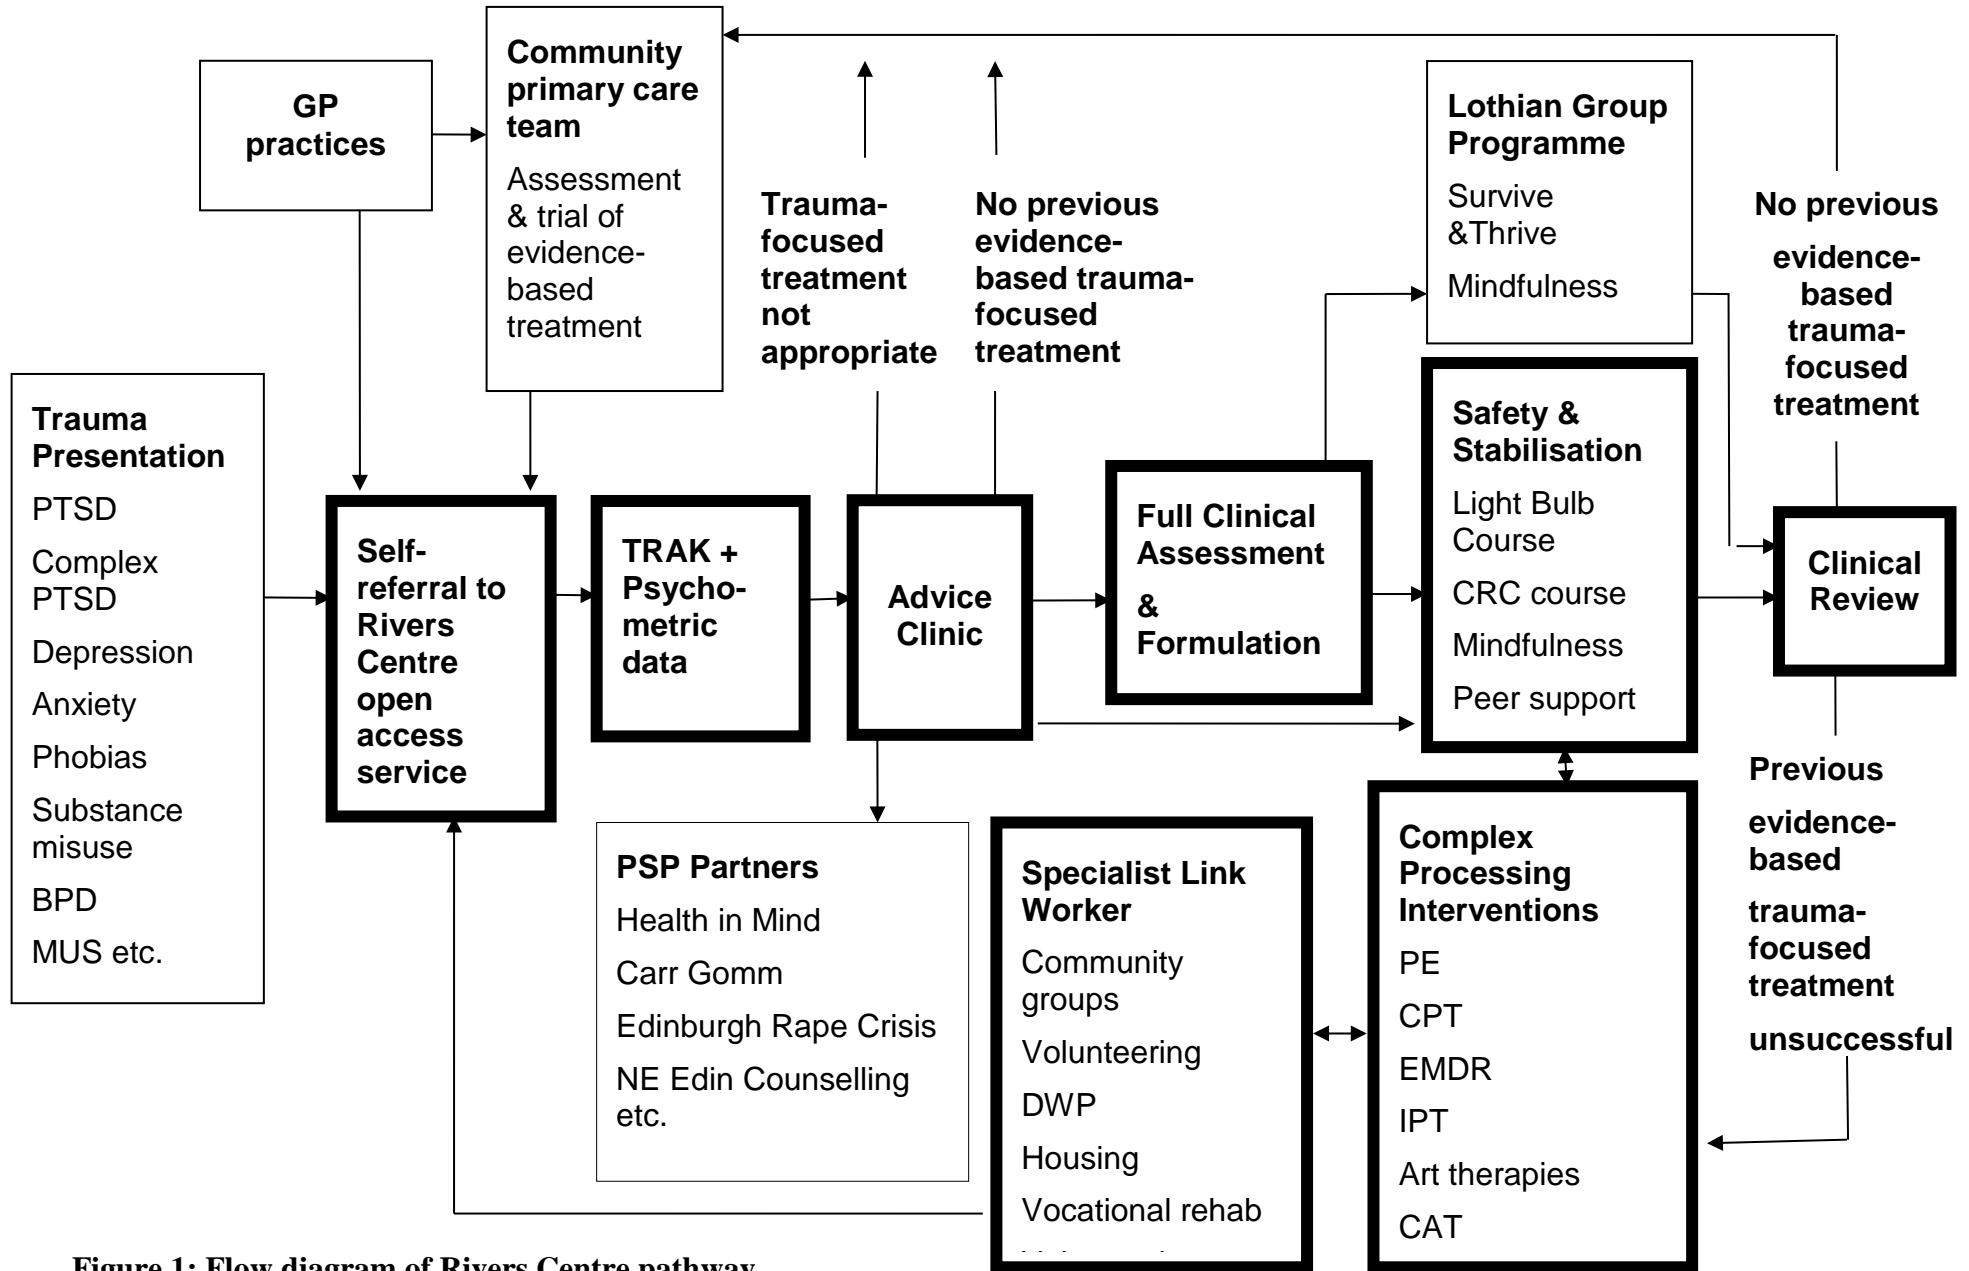 GP
practices
Community
primary care
team
Assessment
& trial of
evidence-
based
treatment
Trauma-
focused
treatment
not
appropriate
No previous
evidence-
based trauma-
focused
treatment
Lothian Group
Programme
Survive
&Thrive
Mindfulness
No previous
evidence-
based
trauma-
focused
treatment
Trauma
Presentation
PTSD
Complex
PTSD
Depression
Anxiety
Phobias
Substance
misuse
BPD
MUS etc.
Self-
referral to
Rivers
Centre
open
access
service
TRAK +
Psycho-
metric
data
Advice
Clinic
Full Clinical
Assessment
&
Formulation
Safety &
Stabilisation
Light Bulb
Course
CRC course
Mindfulness
Peer support
Clinical
Review
PSP Partners
Health in Mind
Carr Gomm
Edinburgh Rape Crisis
NE Edin Counselling
etc.
Specialist Link
Worker
Community
groups
Volunteering
DWP
Housing
Vocational rehab
Complex
Processing
Interventions
PE
CPT
EMDR
IPT
Art therapies
CAT
Previous
evidence-
based
trauma-
focused
treatment
unsuccessful
Figure 1: Flow diagram of Rivers Centre pathway